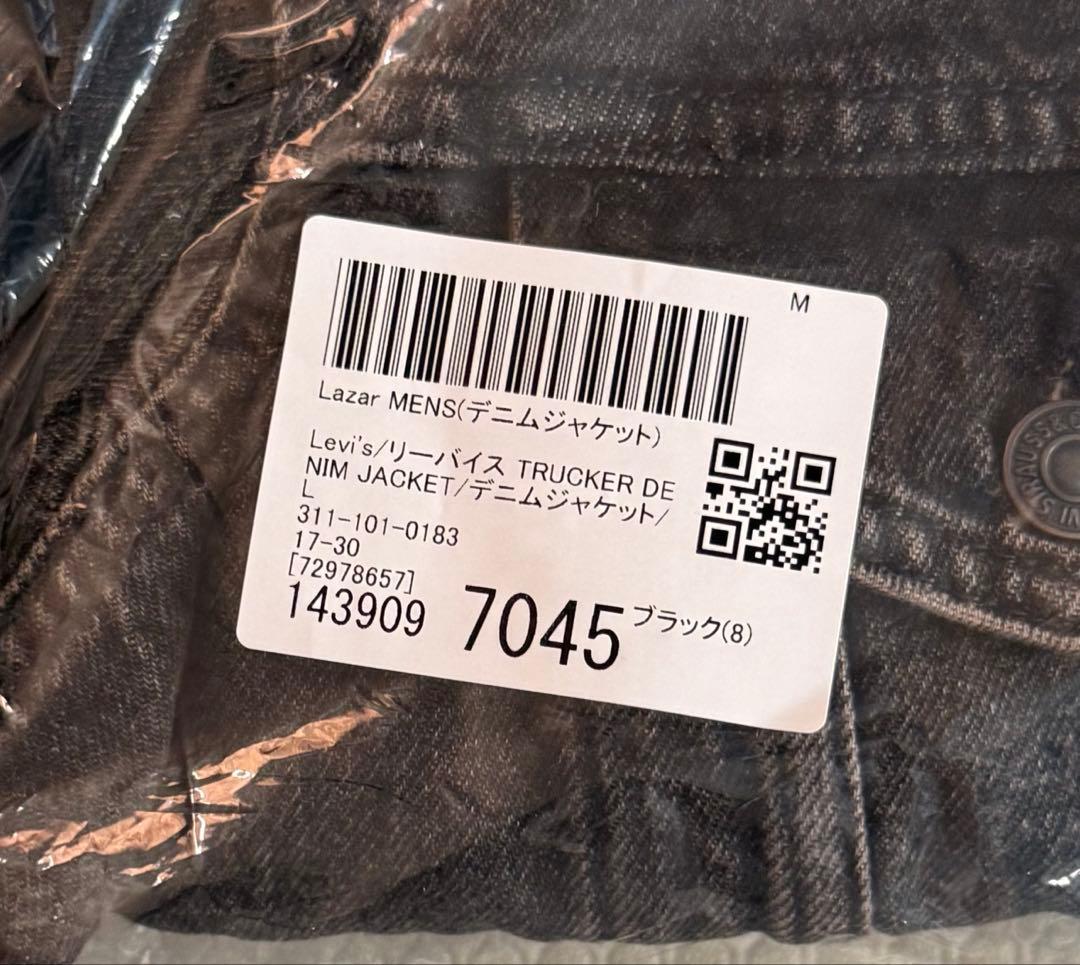 M
Lazar MENS(デニムジャケット)
Levi's/リーバイス TRUCKER DE
NIM JACKET/デニムジャケット/
L
311-101-0183
17-30
[72978657]
143909 7045 ブラック(8)
STRAUSS